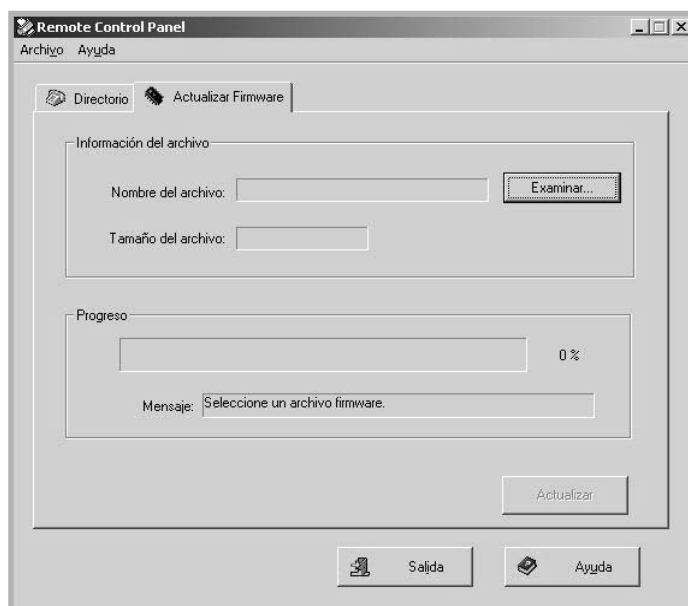 Remote Control Panel
Archivo Ayuda
Directorio Actualizar Firmware
Información del archivo
Nombre del archivo: Examinar...
Tamaño del archivo:
Progreso
0 %
Mensaje: Seleccione un archivo firmware.
Actualizar
Salida Ayuda